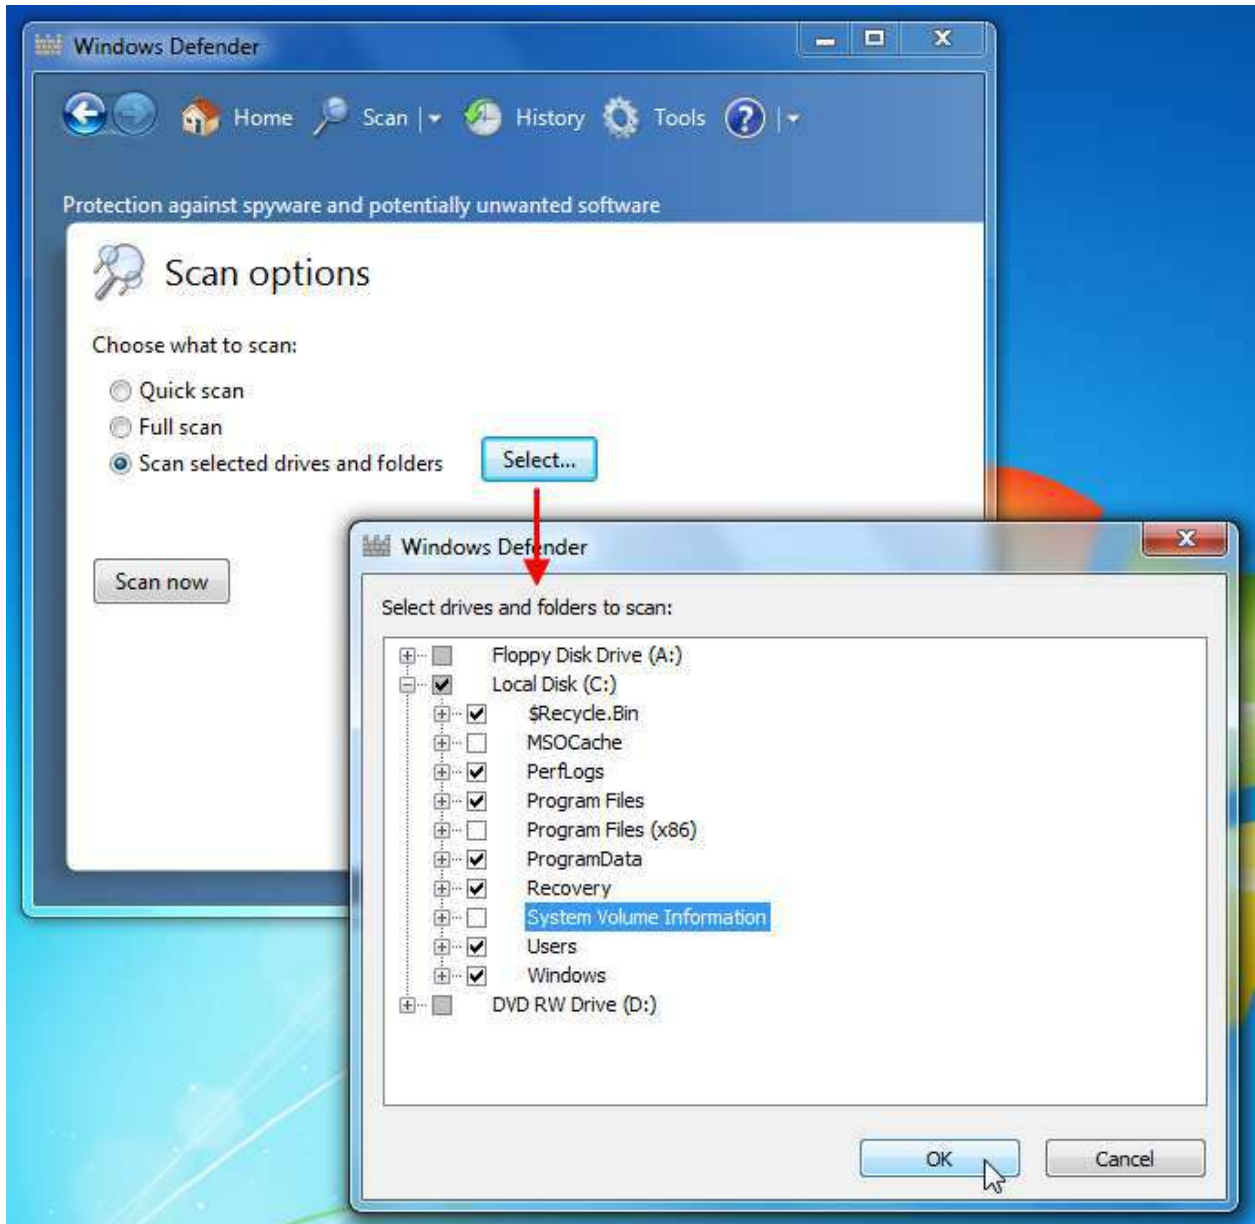 Windows Defender
Home Scan History Tools
Protection against spyware and potentially unwanted software
Scan options
Choose what to scan:
Quick scan
Full scan
Scan selected drives and folders Select...
Scan now
Windows Defender
Select drives and folders to scan:
Floppy Disk Drive (A:)
Local Disk (C:)
$Recycle.Bin
MSOCache
PerfLogs
Program Files
Program Files (x86)
ProgramData
Recovery
System Volume Information
Users
Windows
DVD RW Drive (D:)
OK Cancel